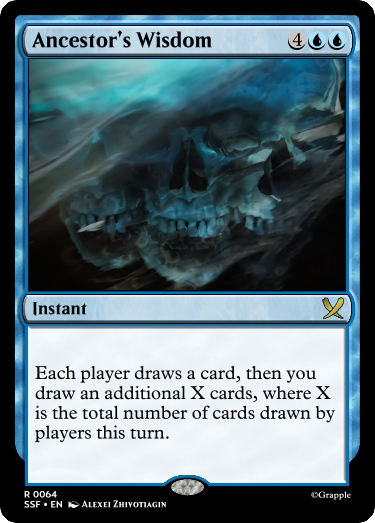 Ancestor's Wisdom 4
Instant
Each player draws a card, then you
draw an additional X cards, where X
is the total number of cards drawn by
players this turn.
R 0064
SSF • EN Alexei Zhivotiagin
©Grapple